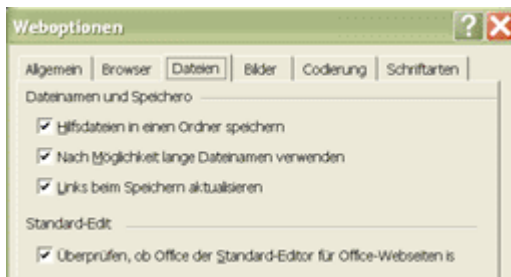 Weboptionen
Allgemein Browser Dateien Bilder Codierung Schriftarten
Dateinamen und Speichero
Hilfsdateien in einen Ordner speichern
Nach Möglichkeit lange Dateinamen verwenden
Links beim Speichern aktualisieren
Standard-Edit
Überprüfen, ob Office der Standard-Editor für Office-Webseiten is